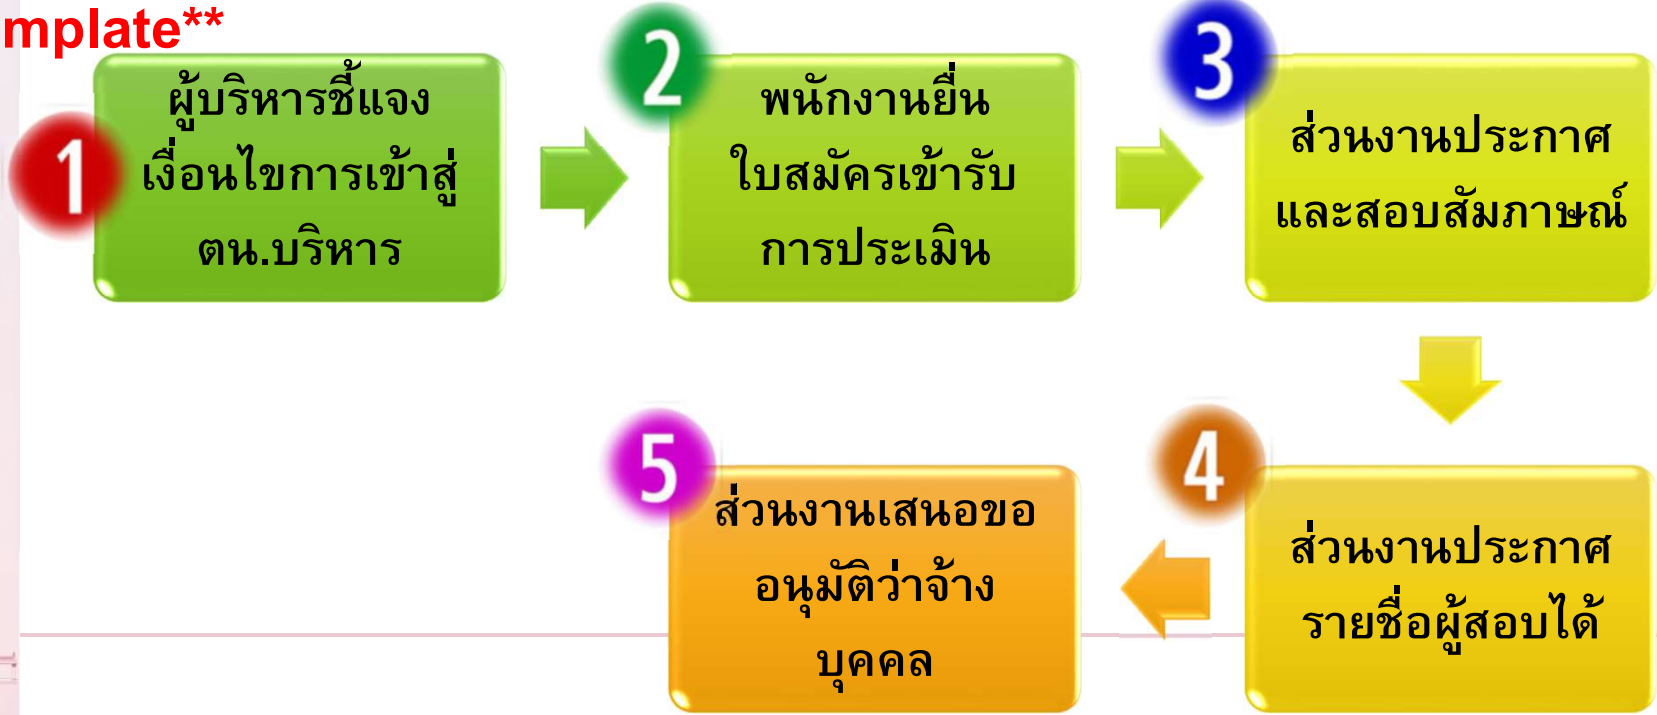 mplate**
1
ผู้บริหารชี้แจง
เงื่อนไขการเข้าสู่
ตน.บริหาร
2
พนักงานยื่น
ใบสมัครเข้ารับ
การประเมิน
3
ส่วนงานประกาศ
และสอบสัมภาษณ์
4
ส่วนงานประกาศ
รายชื่อผู้สอบได้
5
ส่วนงานเสนอขอ
อนุมัติว่าจ้าง
บุคคล